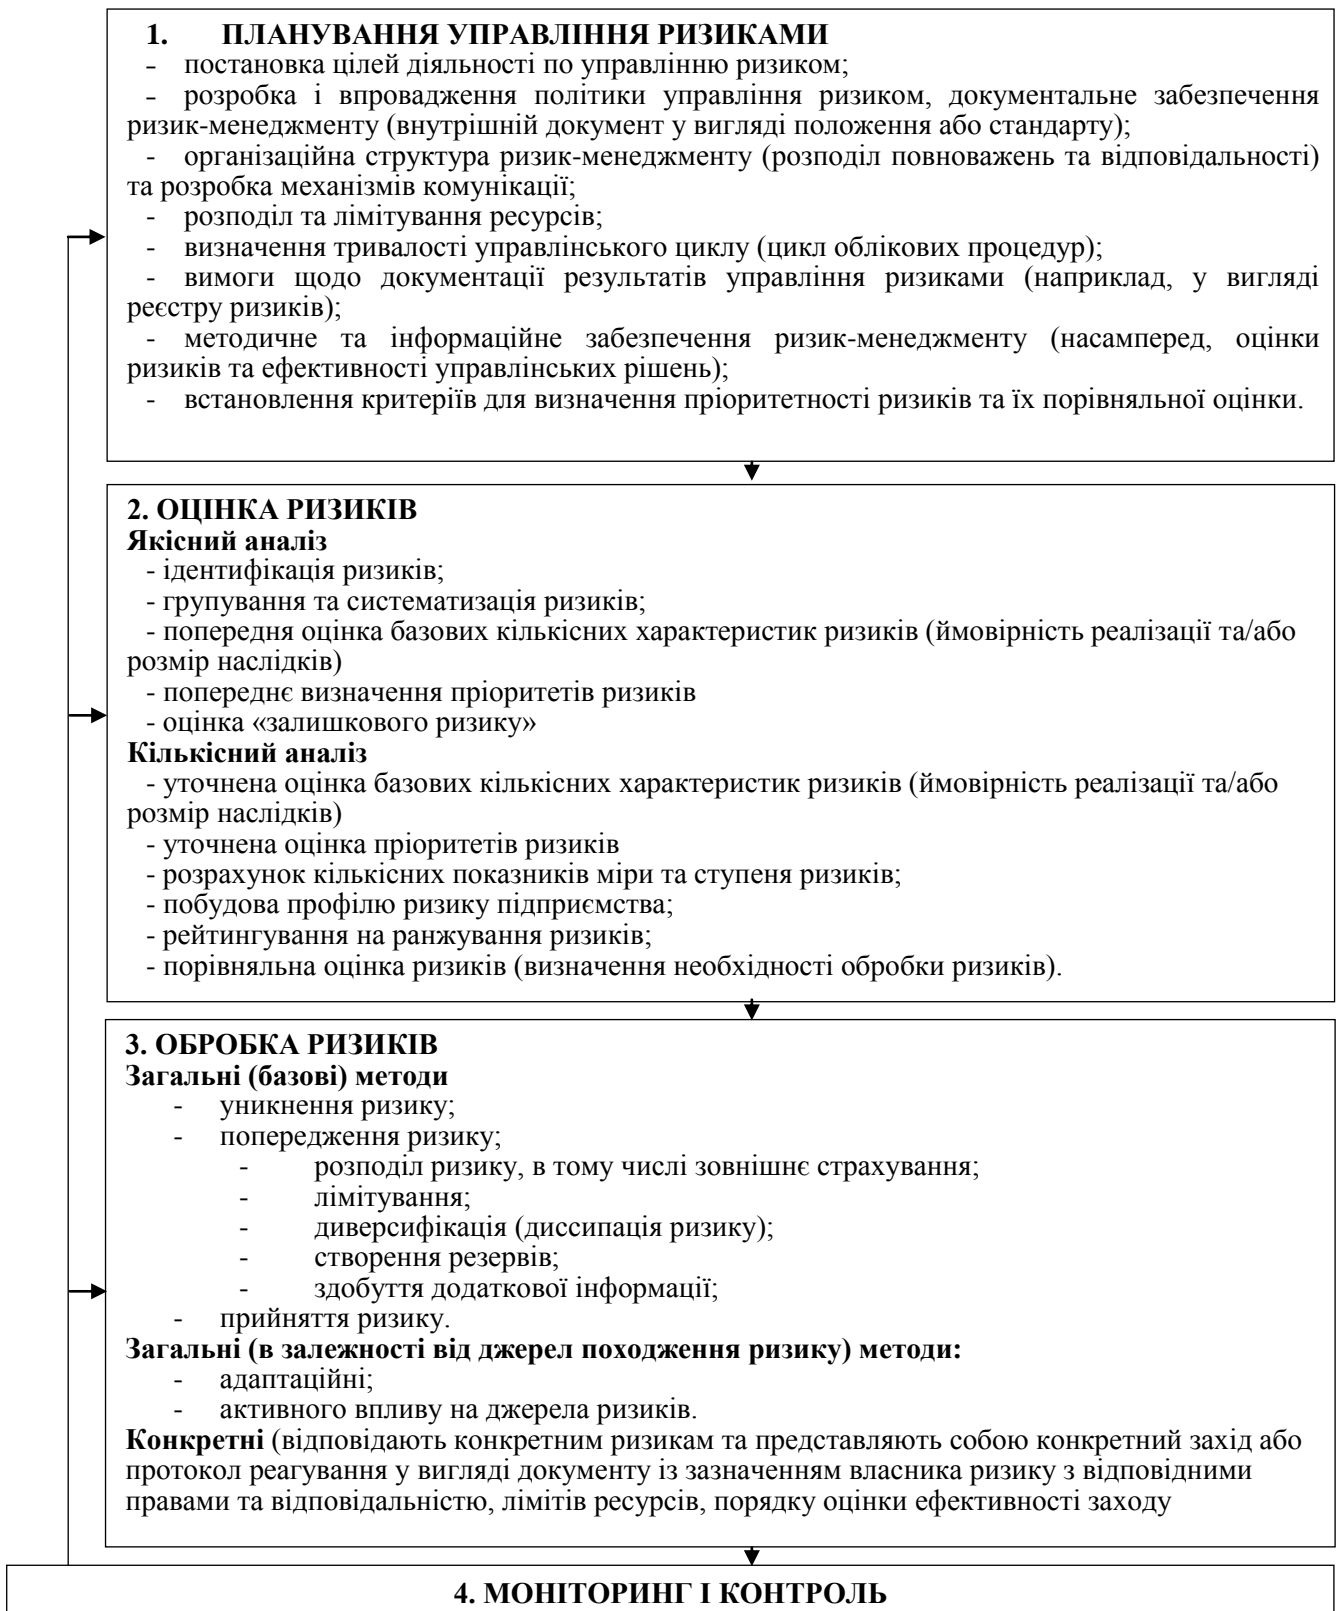 1. ПЛАНУВАННЯ УПРАВЛІННЯ РИЗИКАМИ
- постановка цілей діяльності по управлінню ризиком;
- розробка і впровадження політики управління ризиком, документальне забезпечення
ризик-менеджменту (внутрішній документ у вигляді положення або стандарту);
- організаційна структура ризик-менеджменту (розподіл повноважень та відповідальності)
та розробка механізмів комунікації;
- розподіл та лімітування ресурсів;
- визначення тривалості управлінського циклу (цикл облікових процедур);
- вимоги щодо документації результатів управління ризиками (наприклад, у вигляді
реєстру ризиків);
- методичне та інформаційне забезпечення ризик-менеджменту (насамперед, оцінки
ризиків та ефективності управлінських рішень);
- встановлення критеріїв для визначення пріоритетності ризиків та їх порівняльної оцінки.
2. ОЦІНКА РИЗИКІВ
Якісний аналіз
- ідентифікація ризиків;
- групування та систематизація ризиків;
- попередня оцінка базових кількісних характеристик ризиків (ймовірність реалізації та/або
розмір наслідків)
- попереднє визначення пріоритетів ризиків
- оцінка «залишкового ризику»
Кількісний аналіз
- уточнена оцінка базових кількісних характеристик ризиків (ймовірність реалізації та/або
розмір наслідків)
- уточнена оцінка пріоритетів ризиків
- розрахунок кількісних показників міри та ступеня ризиків;
- побудова профілю ризику підприємства;
- рейтингування на ранжування ризиків;
- порівняльна оцінка ризиків (визначення необхідності обробки ризиків).
3. ОБРОБКА РИЗИКІВ
Загальні (базові) методи
- уникнення ризику;
- попередження ризику;
- розподіл ризику, в тому числі зовнішнє страхування;
- лімітування;
- диверсифікація (диссипація ризику);
- створення резервів;
- здобуття додаткової інформації;
- прийняття ризику.
Загальні (в залежності від джерел походження ризику) методи:
- адаптаційні;
- активного впливу на джерела ризиків.
Конкретні (відповідають конкретним ризикам та представляють собою конкретний захід або
протокол реагування у вигляді документу із зазначенням власника ризику з відповідними
правами та відповідальністю, лімітів ресурсів, порядку оцінки ефективності заходу
4. МОНІТОРИНГ І КОНТРОЛЬ